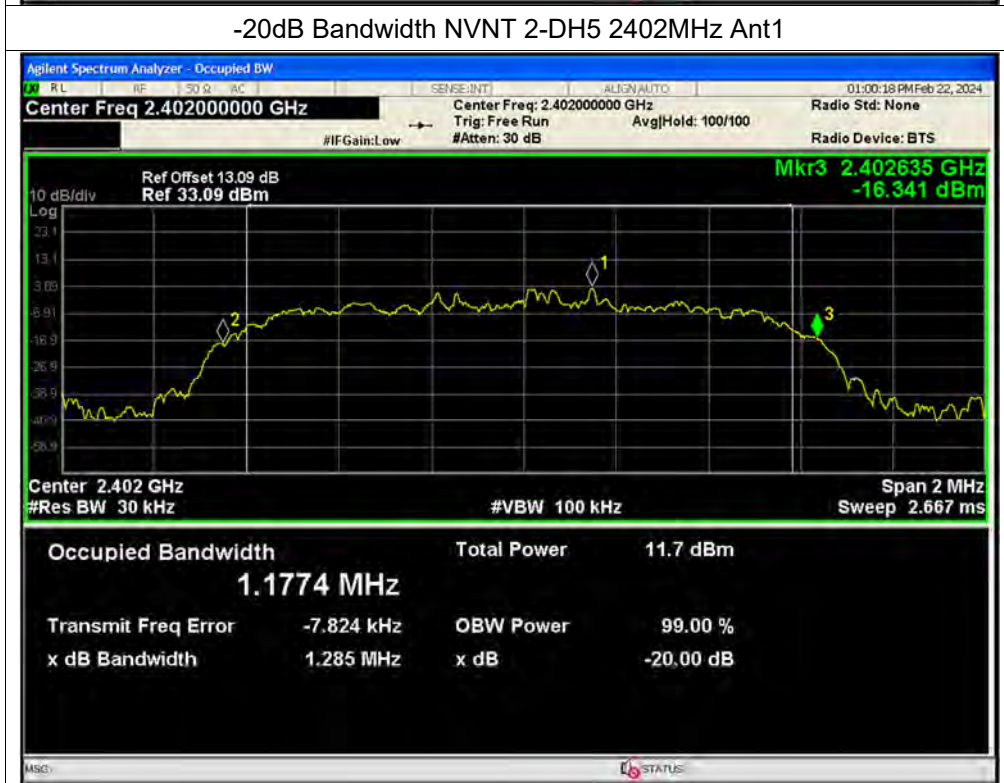 -20dB Bandwidth NVNT 2-DH5 2402MHz Ant1
Agilent Spectrum Analyzer - Occupied BW
RL RF 50 Ω AC SENSE:INT ALIGN AUTO 01:00:18 PM Feb 22, 2024
Center Freq 2.402000000 GHz Center Freq: 2.402000000 GHz Radio Std: None
Trig: Free Run Avg|Hold: 100/100
#IFGain:Low #Atten: 30 dB Radio Device: BTS
Mkr3 2.402635 GHz
-16.341 dBm
Ref Offset 13.09 dB
10 dB/div Ref 33.09 dBm
Log
23.1
13.1
3.09
-6.91
-16.9
-26.9
-36.9
-46.9
-56.9
1
2
3
Center 2.402 GHz Span 2 MHz
#Res BW 30 kHz #VBW 100 kHz Sweep 2.667 ms
Occupied Bandwidth Total Power 11.7 dBm
1.1774 MHz
Transmit Freq Error -7.824 kHz OBW Power 99.00 %
x dB Bandwidth 1.285 MHz x dB -20.00 dB
MSG STATUS